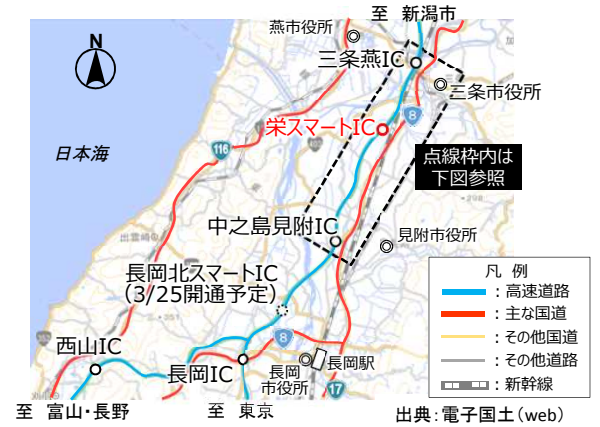 至 新潟市
燕市役所
N
三条燕IC
三条市役所
8
栄スマートIC
日本海
116
点線枠内は
下図参照
中之島見附IC
見附市役所
出雲崎町
長岡北スマートIC
(3/25開通予定)
凡 例
：高速道路
：主な国道
：その他国道
：その他道路
：新幹線
8
西山IC
長岡IC
長岡
市役所
長岡駅
17
至 富山・長野
至 東京
出典：電子国土(web)